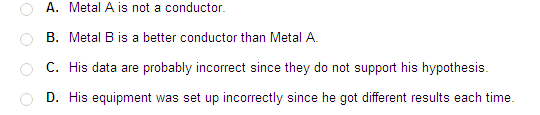 A. Metal A is not a conductor.
B. Metal B is a better conductor than Metal A.
C. His data are probably incorrect since they do not support his hypothesis.
D. His equipment was set up incorrectly since he got different results each time.